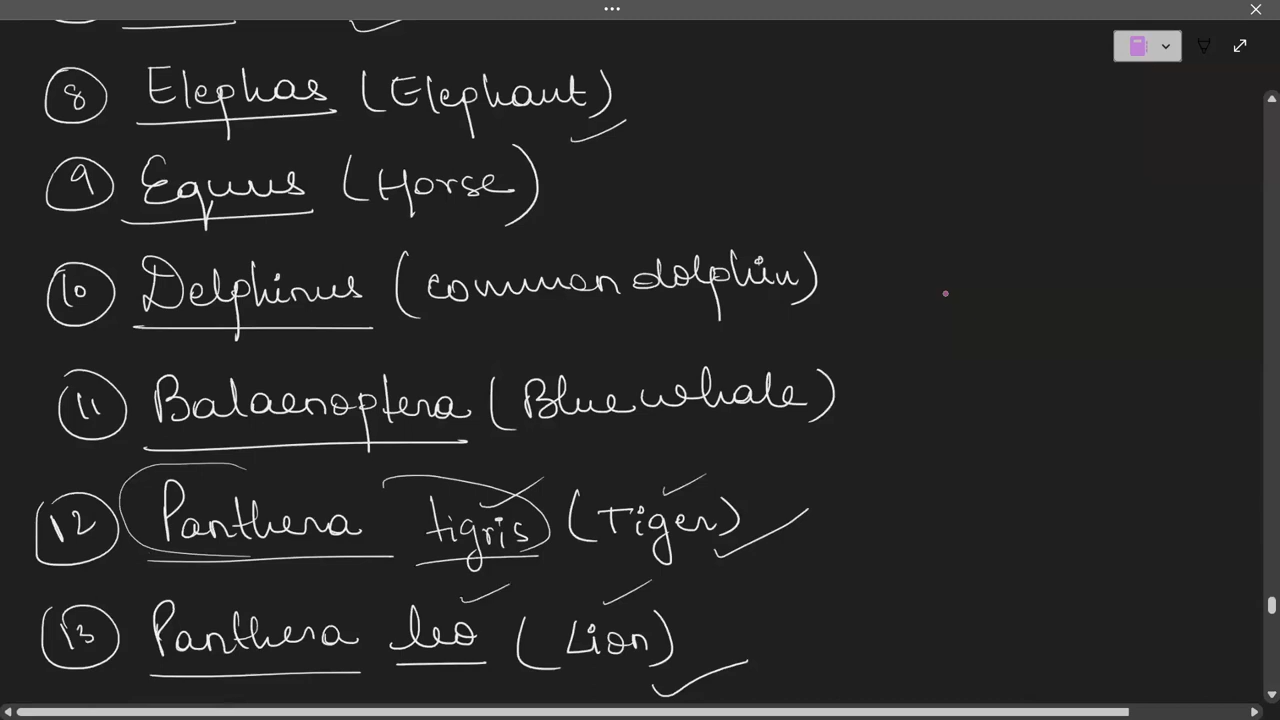 8 Elephas (Elephant)
9 Equus (Horse)
10 Delphinus (common dolphin)
11 Balaenoptera (Blue whale)
12 Panthera tigris (Tiger)
13 Panthera leo (Lion)